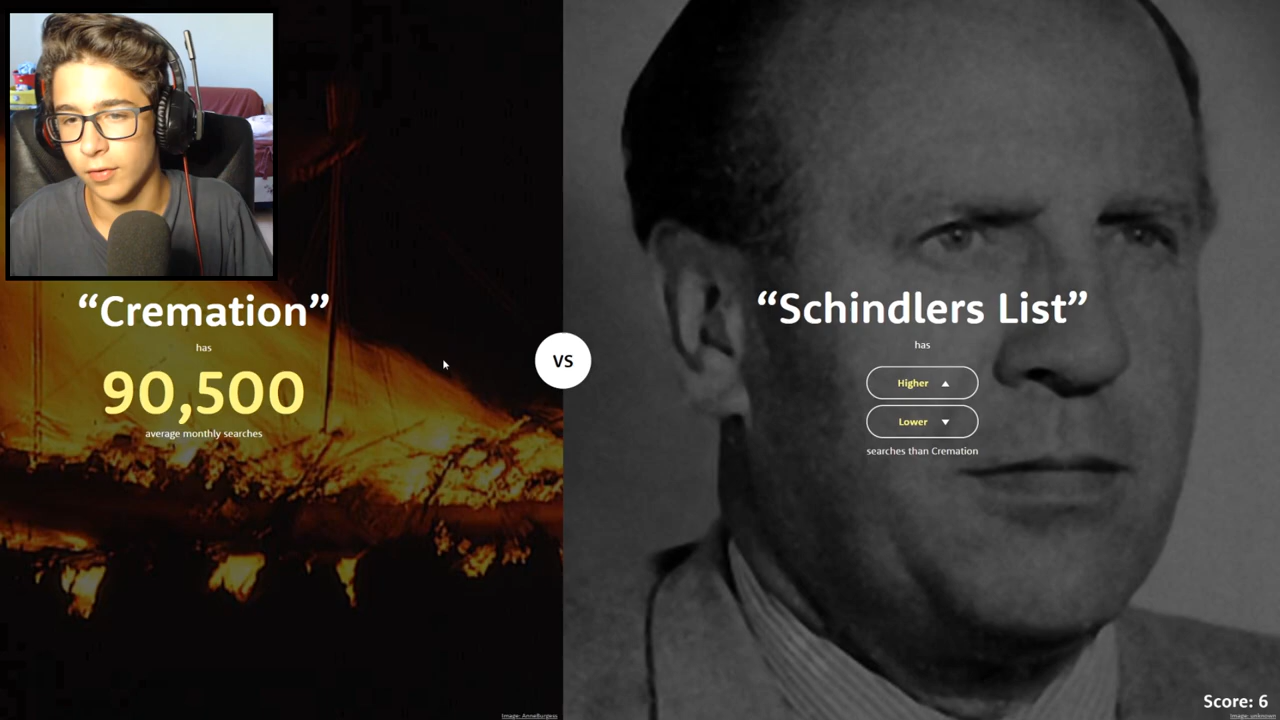 “Cremation”
has
90,500
average monthly searches
VS
“Schindlers List”
has
Higher ▲
Lower ▼
searches than Cremation
Score: 6
Image: AnneBurgess
Image: unknown